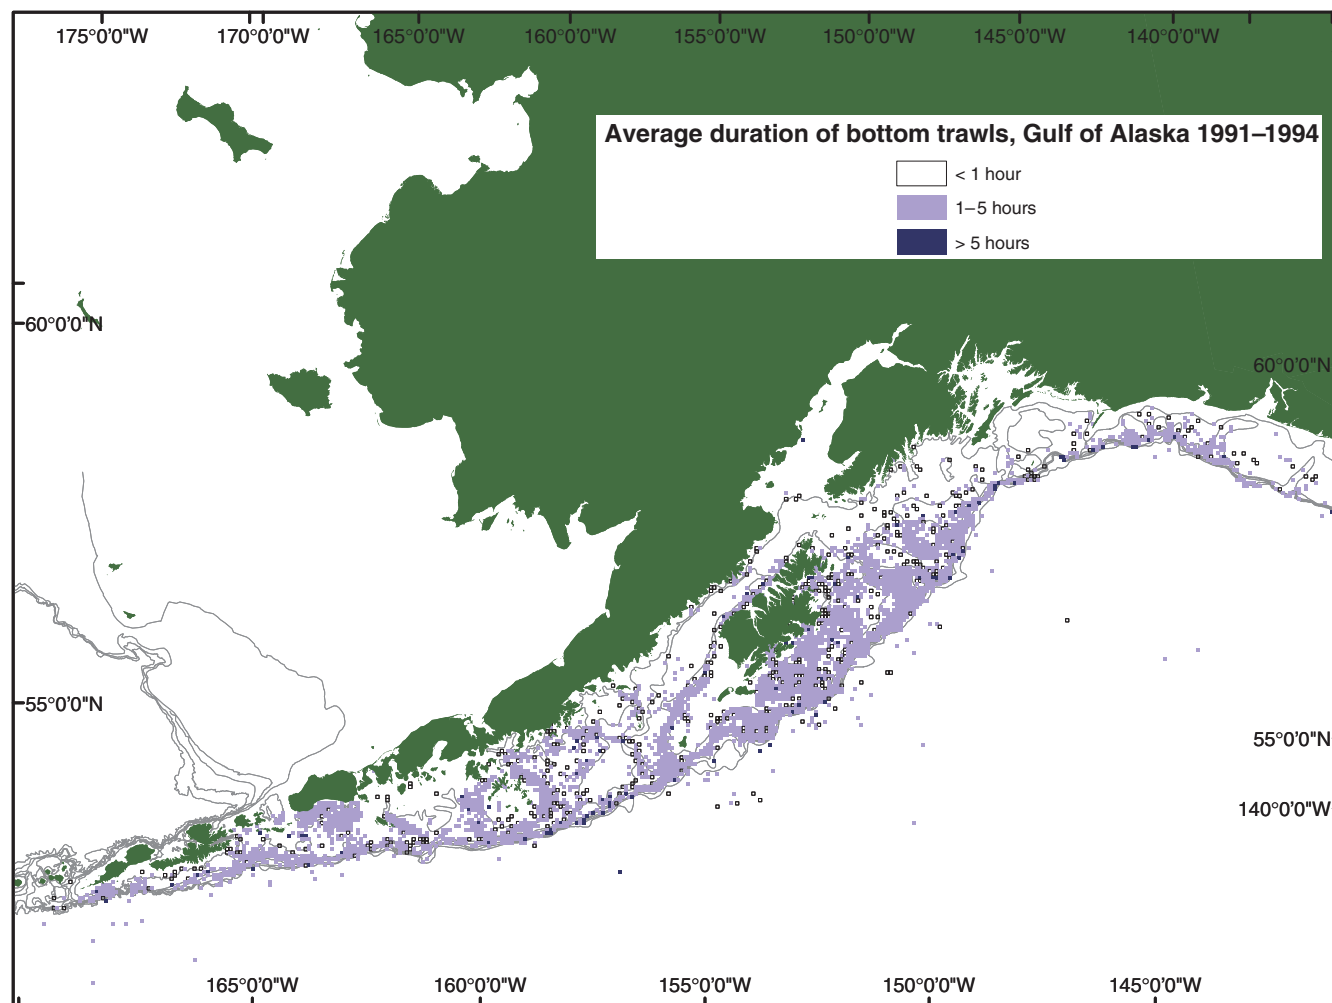 175°0'0"W 170°0'0"W 165°0'0"W 160°0'0"W 155°0'0"W 150°0'0"W 145°0'0"W 140°0'0"W
Average duration of bottom trawls, Gulf of Alaska 1991–1994
< 1 hour
1–5 hours
> 5 hours
60°0'0"N
60°0'0"N
55°0'0"N
55°0'0"N
140°0'0"W
165°0'0"W 160°0'0"W 155°0'0"W 150°0'0"W 145°0'0"W